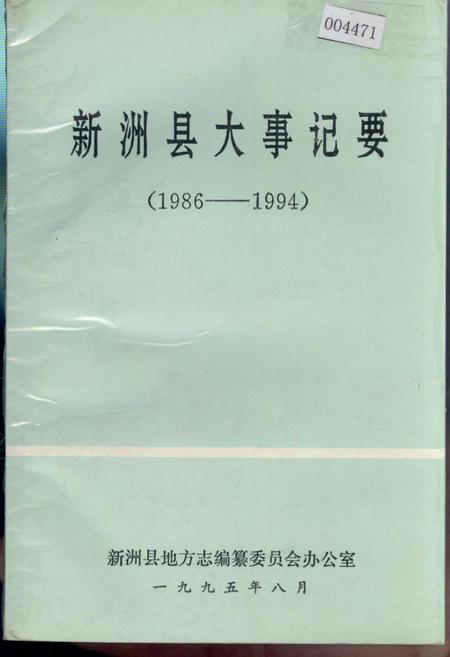 004471
新洲县大事记要
(1986——1994)
新洲县地方志编纂委员会办公室
一九九五年八月